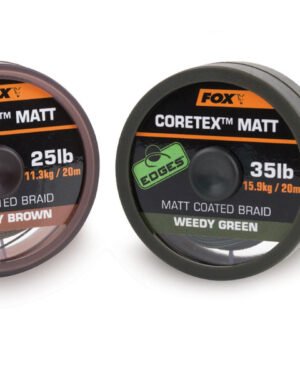 FOX
™ MATT
25lb
11.3kg / 20m
BRAID
BROWN
FOX
CORETEX™ MATT
35lb
15.9kg / 20m
EDGES
MATT COATED BRAID
WEEDY GREEN